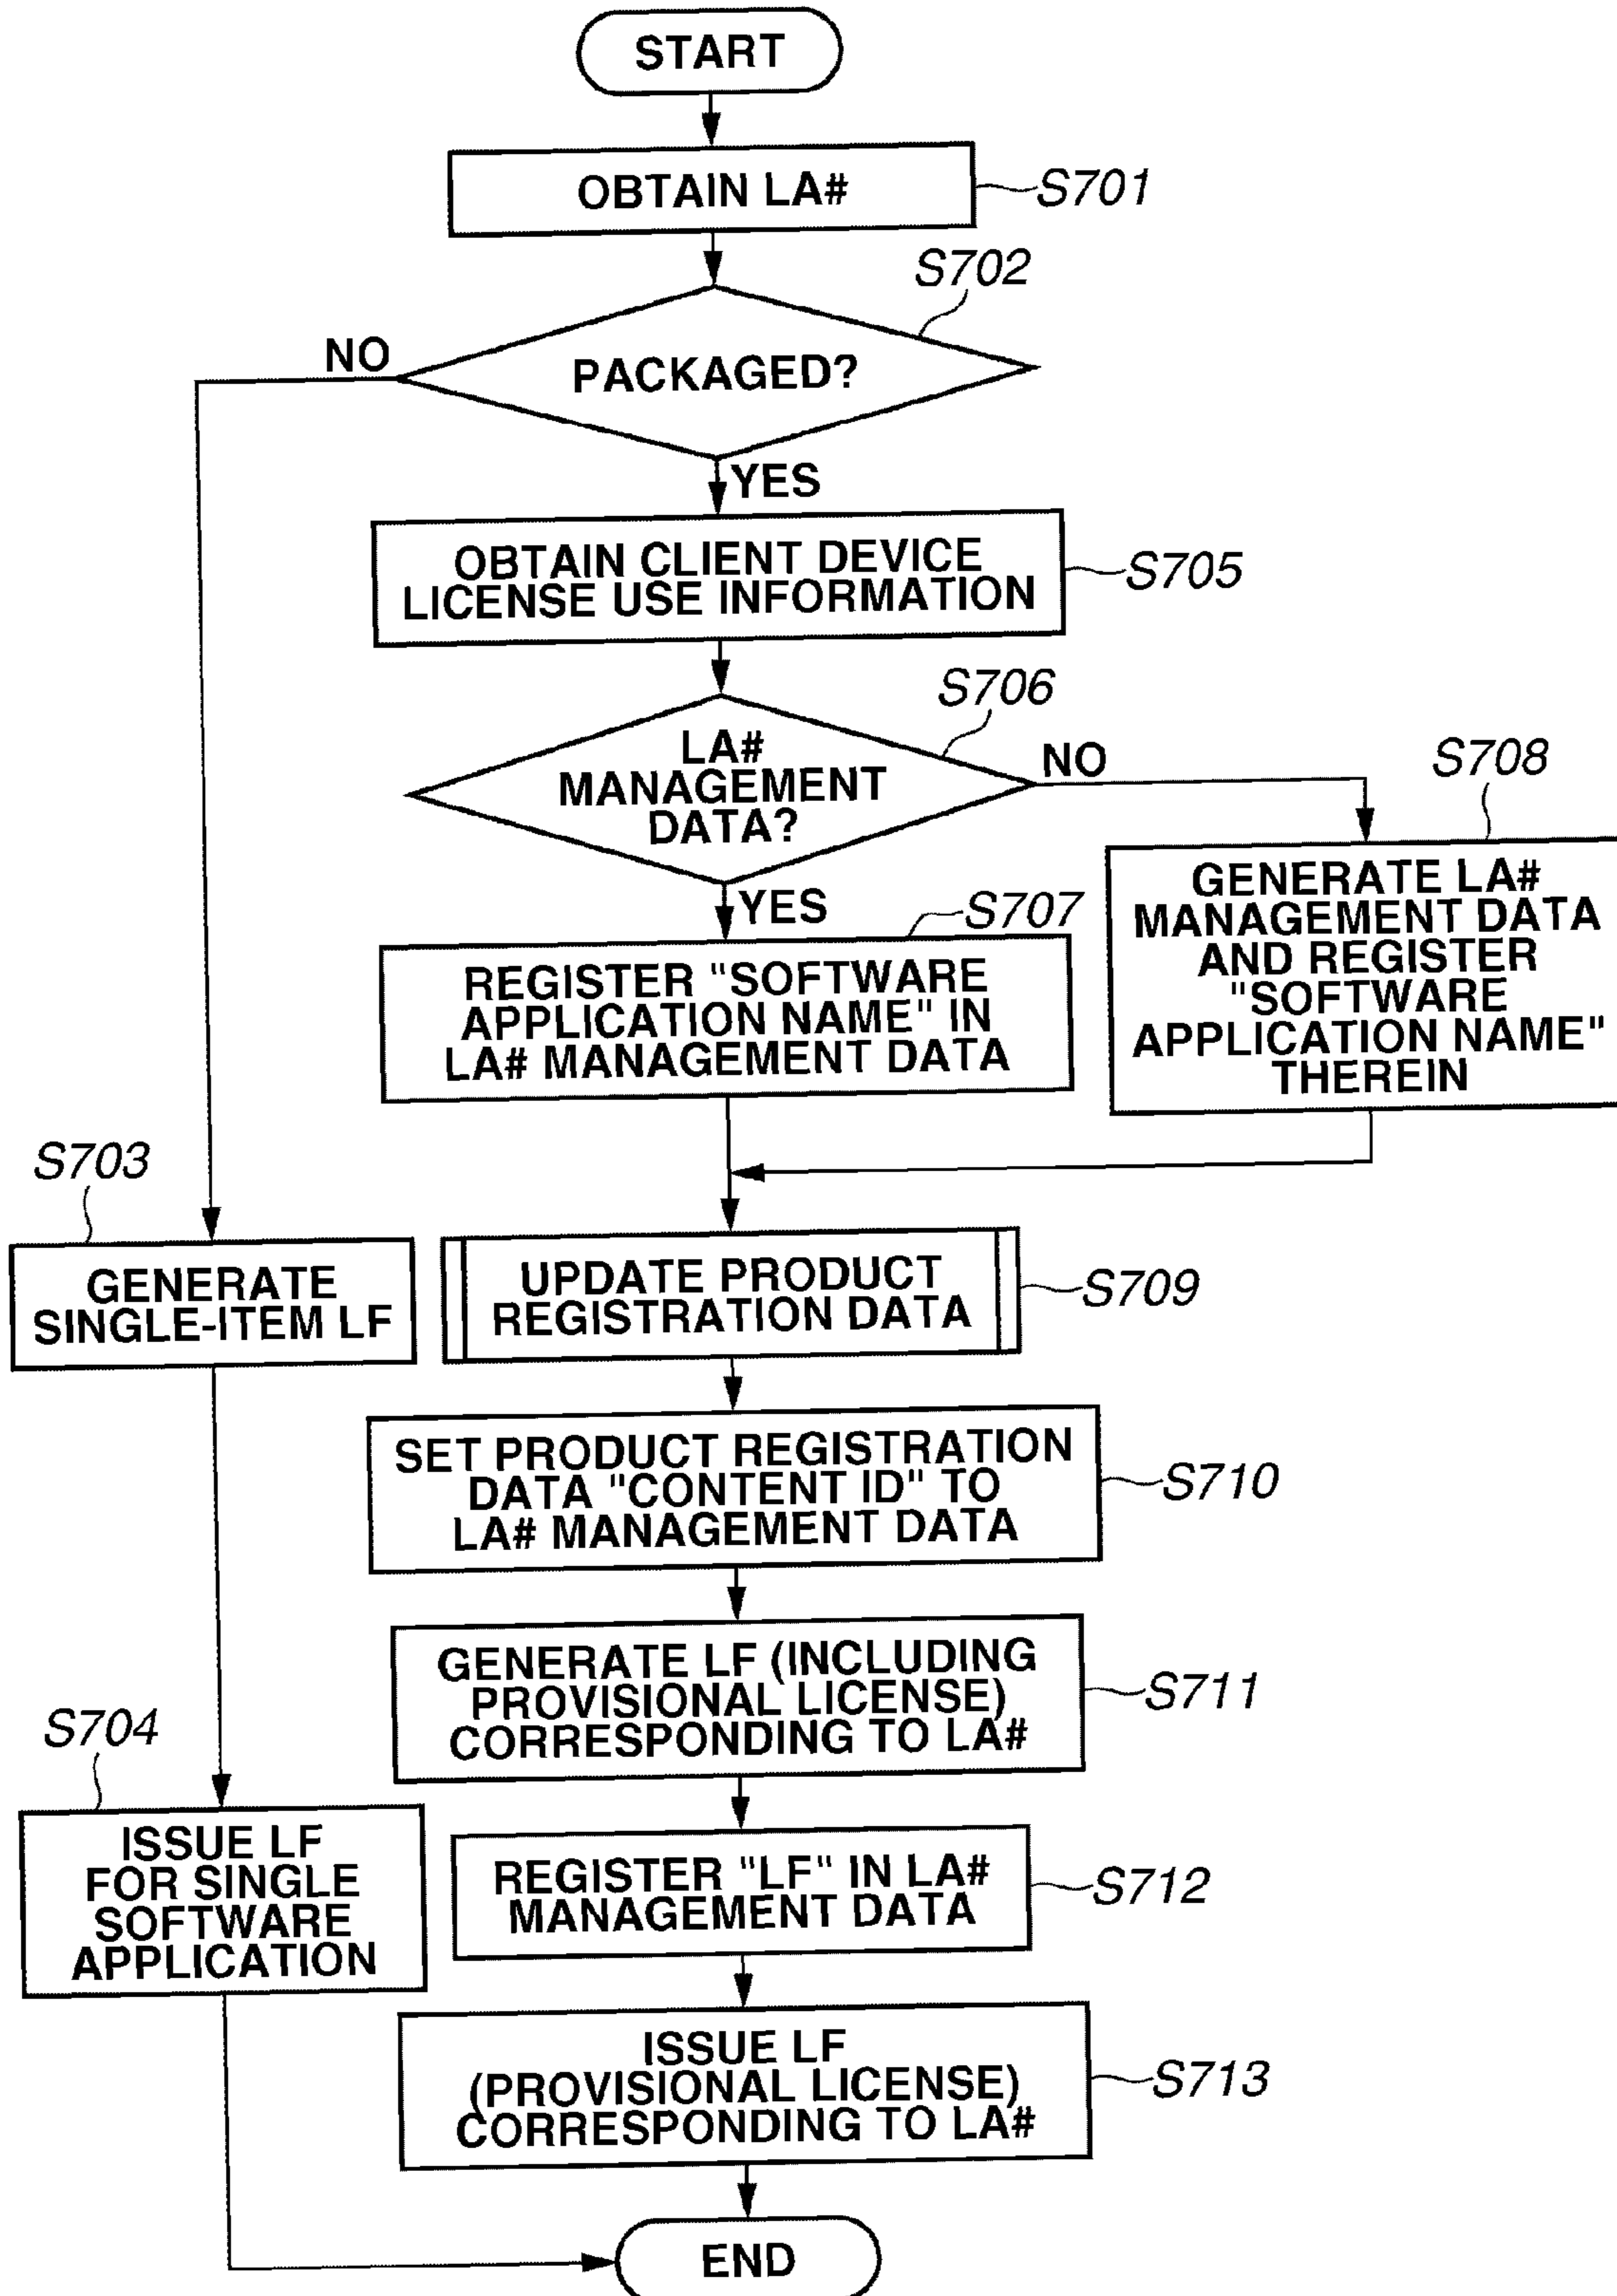 START
OBTAIN LA#
S701
S702
NO
PACKAGED?
YES
OBTAIN CLIENT DEVICE
LICENSE USE INFORMATION
S705
S706
LA#
MANAGEMENT
DATA?
NO
S708
YES
S707
GENERATE LA#
MANAGEMENT DATA
AND REGISTER
"SOFTWARE
APPLICATION NAME"
THEREIN
REGISTER "SOFTWARE
APPLICATION NAME" IN
LA# MANAGEMENT DATA
S703
GENERATE
SINGLE-ITEM LF
UPDATE PRODUCT
REGISTRATION DATA
S709
SET PRODUCT REGISTRATION
DATA "CONTENT ID" TO
LA# MANAGEMENT DATA
S710
GENERATE LF (INCLUDING
PROVISIONAL LICENSE)
CORRESPONDING TO LA#
S711
S704
ISSUE LF
FOR SINGLE
SOFTWARE
APPLICATION
REGISTER "LF" IN LA#
MANAGEMENT DATA
S712
ISSUE LF
(PROVISIONAL LICENSE)
CORRESPONDING TO LA#
S713
END